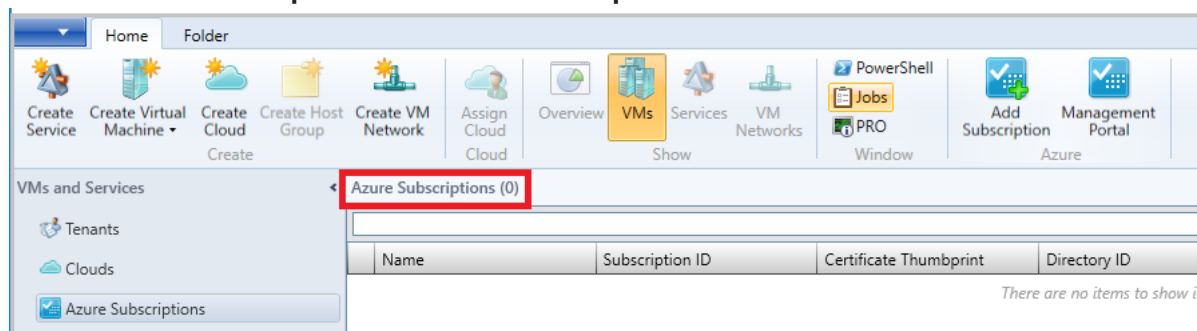 Home Folder
Create Service
Create Virtual Machine
Create Cloud
Create Host Group
Create VM Network
Create
Assign Cloud
Cloud
Overview
VMs
Services
VM Networks
Show
PowerShell
Jobs
PRO
Window
Add Subscription
Management Portal
Azure
VMs and Services
Tenants
Clouds
Azure Subscriptions
Azure Subscriptions (0)
Name Subscription ID Certificate Thumbprint Directory ID
There are no items to show